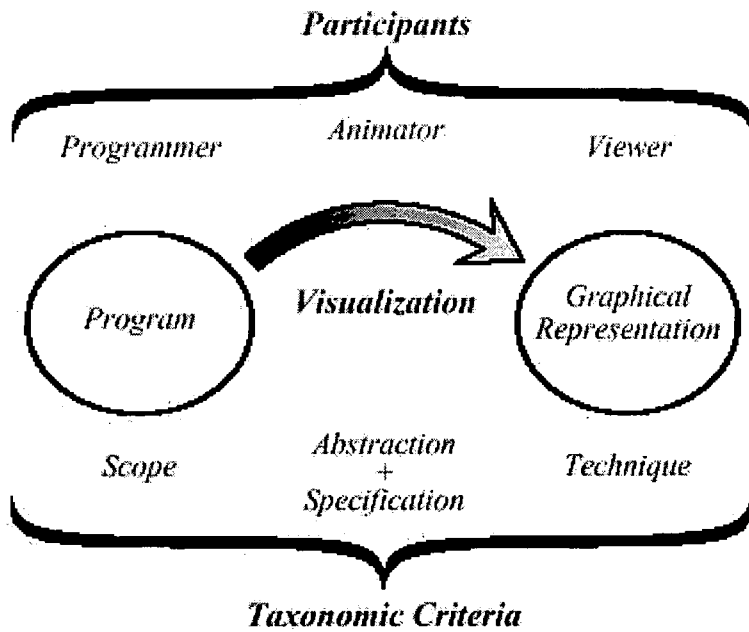 Participants
Programmer
Animator
Viewer
Program
Visualization
Graphical
Representation
Scope
Abstraction
+
Specification
Technique
Taxonomic Criteria